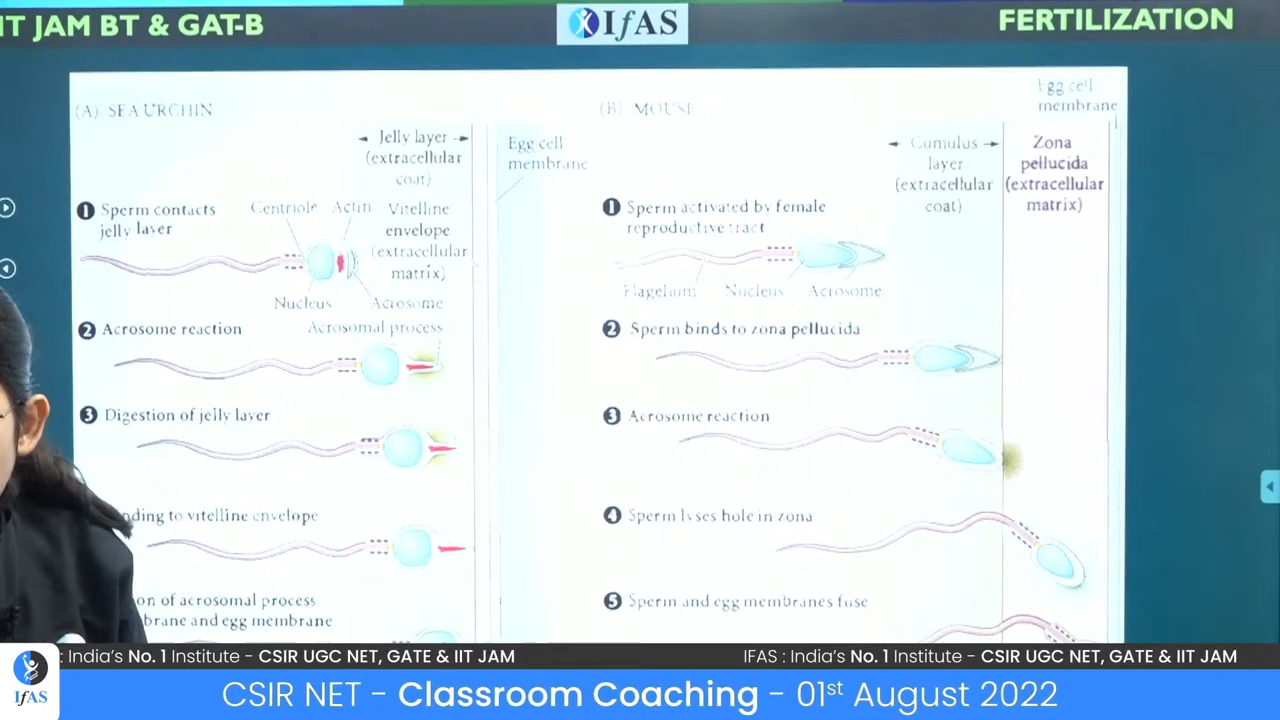 IT JAM BT & GAT-B
IfAS
FERTILIZATION
(A) SEA URCHIN
Jelly layer
(extracellular
coat)
Egg cell
membrane
1 Sperm contacts
jelly layer
Centriole
Actin
Vitelline
envelope
(extracellular
matrix)
Nucleus
Acrosome
2 Acrosome reaction
Acrosomal process
3 Digestion of jelly layer
nding to vitelline envelope
on of acrosomal process
brane and egg membrane
(B) MOUSE
Egg cell
membrane
Cumulus
layer
(extracellular
coat)
Zona
pellucida
(extracellular
matrix)
1 Sperm activated by female
reproductive tract
Flagellum
Nucleus
Acrosome
2 Sperm binds to zona pellucida
3 Acrosome reaction
4 Sperm lyses hole in zona
5 Sperm and egg membranes fuse
: India's No. 1 Institute - CSIR UGC NET, GATE & IIT JAM
IFAS : India's No. 1 Institute - CSIR UGC NET, GATE & IIT JAM
IfAS
CSIR NET - Classroom Coaching - 01st August 2022